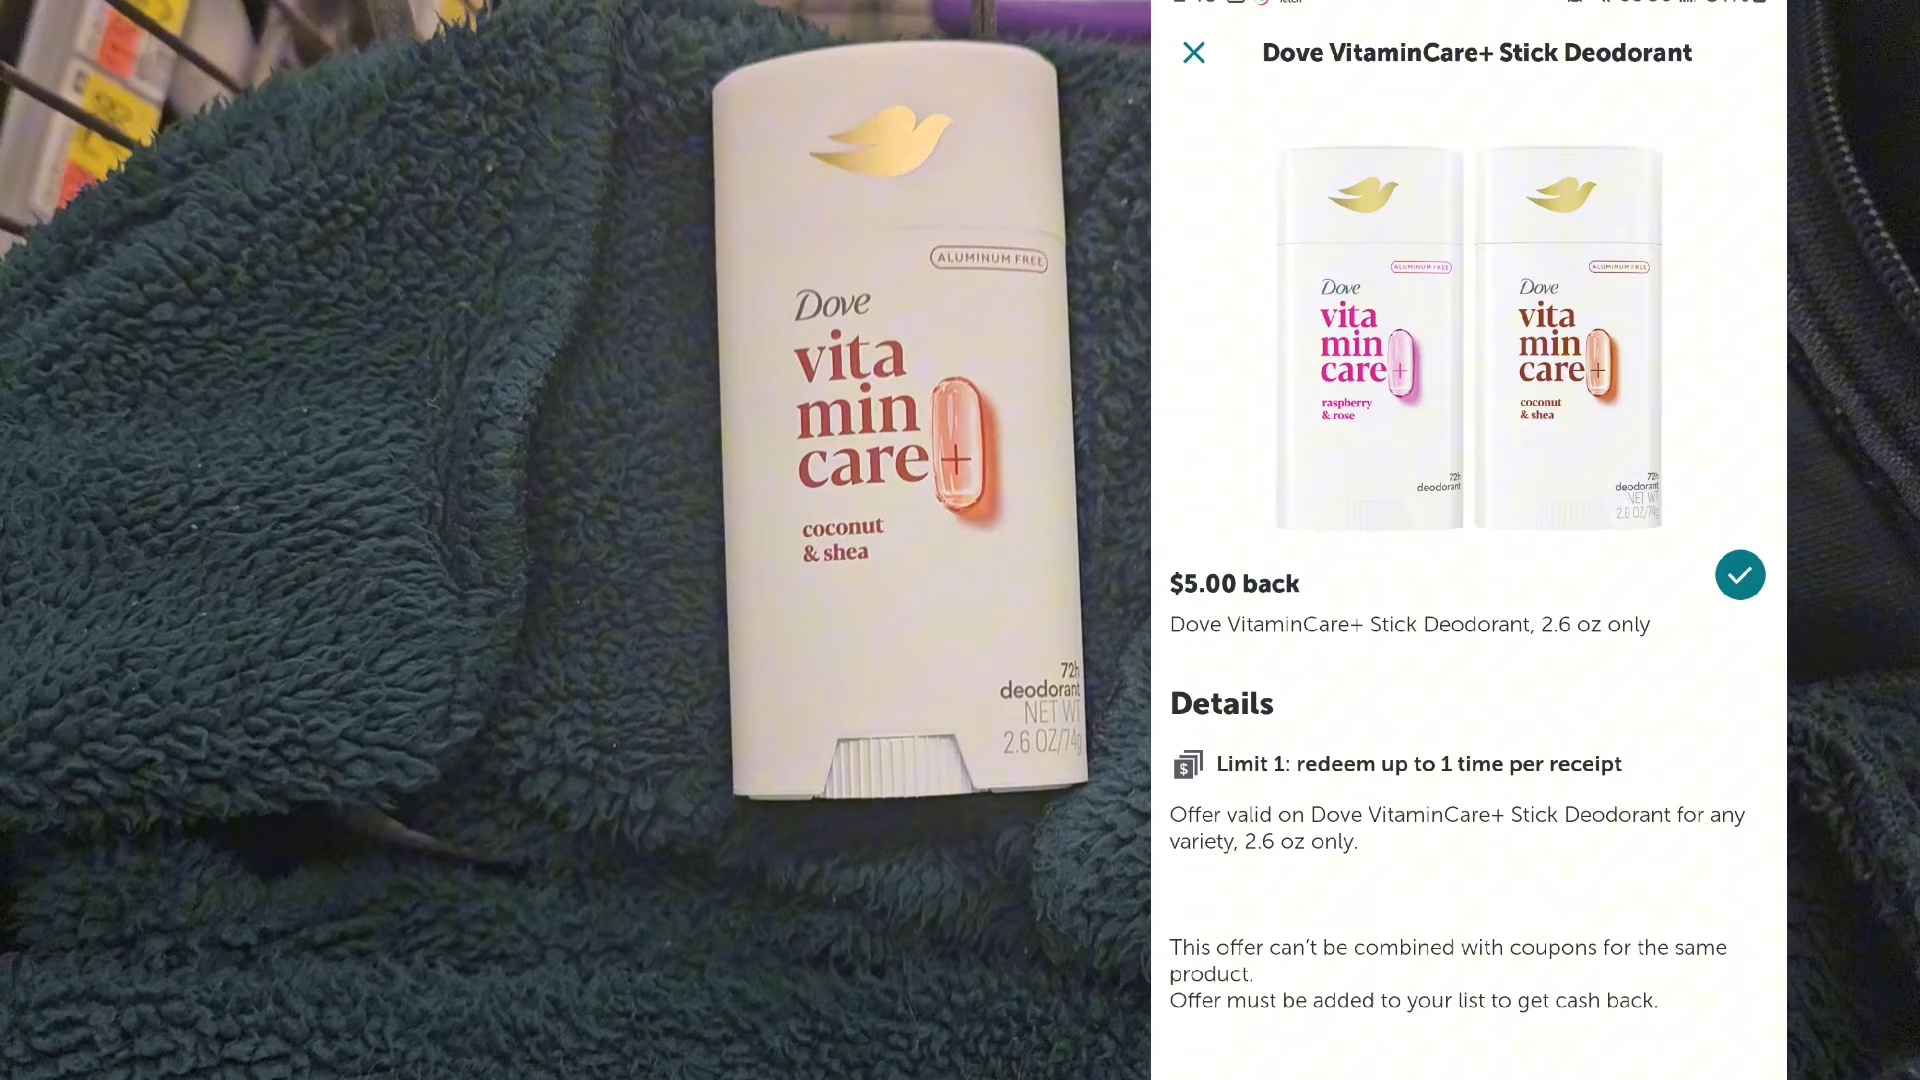 ALUMINUM FREE
Dove
vita
min
care+
coconut
& shea
72h
deodorant
NET WT
2.6 OZ/74g
Dove VitaminCare+ Stick Deodorant
ALUMINUM FREE
Dove
vita
min
care+
raspberry
& rose
72h
deodorant
ALUMINUM FREE
Dove
vita
min
care+
coconut
& shea
72h
deodorant
NET WT
2.6 OZ/74g
$5.00 back
Dove VitaminCare+ Stick Deodorant, 2.6 oz only
Details
$
Limit 1: redeem up to 1 time per receipt
Offer valid on Dove VitaminCare+ Stick Deodorant for any
variety, 2.6 oz only.
This offer can't be combined with coupons for the same
product.
Offer must be added to your list to get cash back.